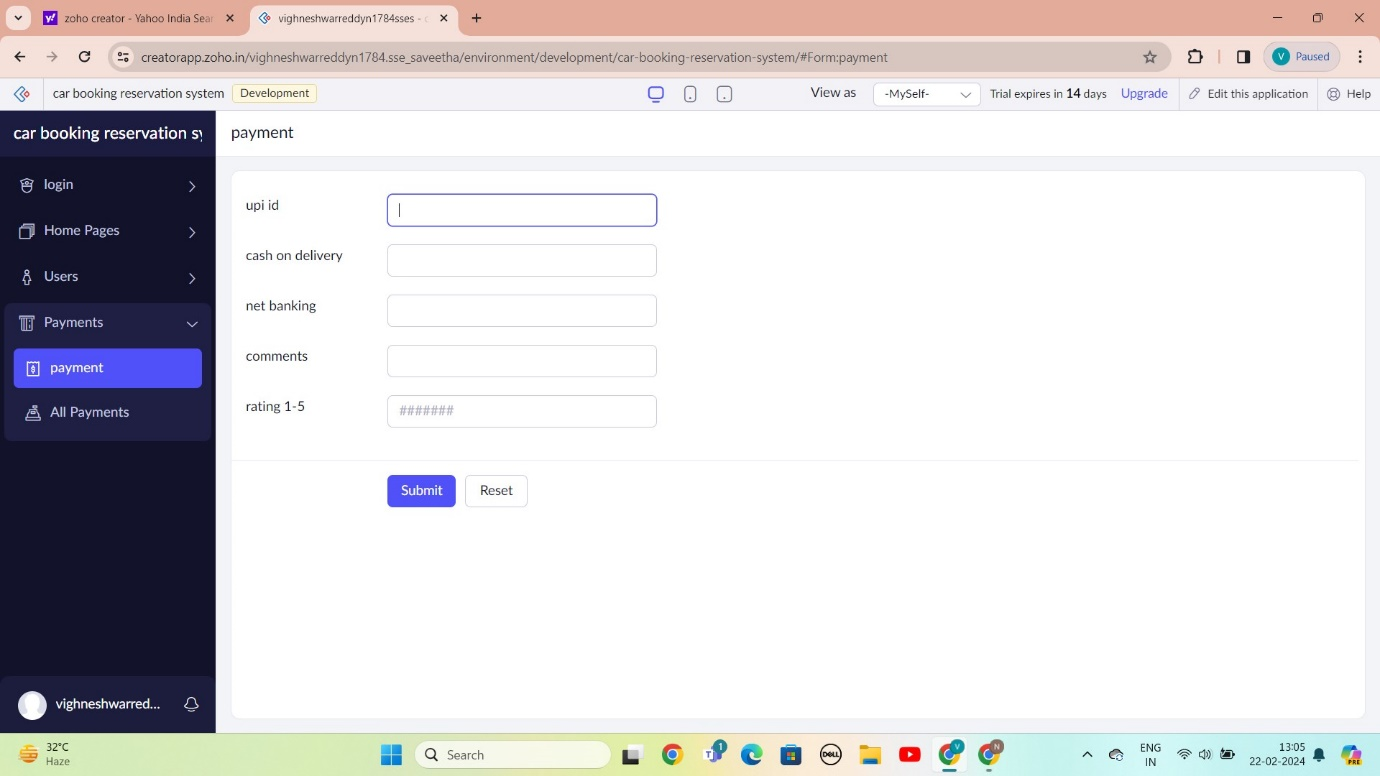 zoho creator - Yahoo India Sear
vighneshwarreddyn1784sses - c
creatorapp.zoho.in/vighneshwarreddyn1784.sse_saveetha/environment/development/car-booking-reservation-system/#Form:payment
V Paused
car booking reservation system Development
View as -MySelf- Trial expires in 14 days Upgrade Edit this application Help
car booking reservation sy
payment
login
Home Pages
Users
Payments
payment
All Payments
upi id
cash on delivery
net banking
comments
rating 1-5 #######
Submit Reset
vighneshwarred...
32°C
Haze
Search
1
DELL
V
N
ENG
IN
13:05
22-02-2024
PRE